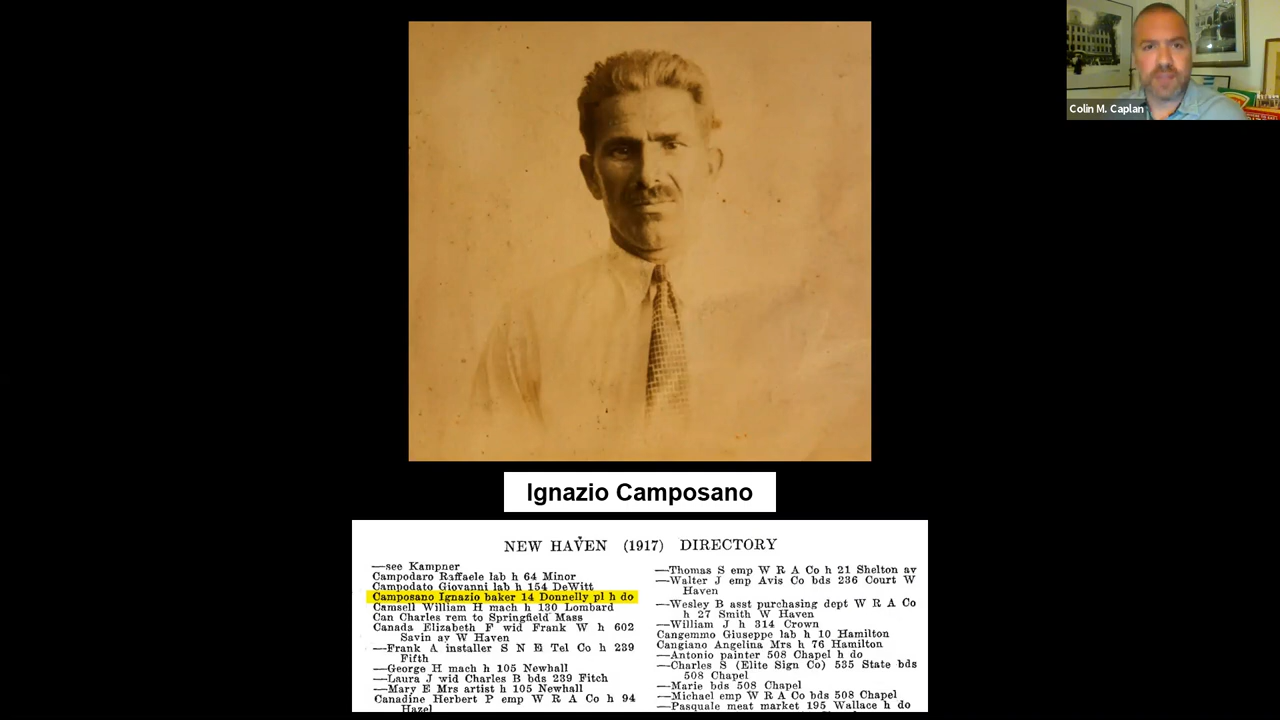 Colin M. Caplan
Ignazio Camposano
NEW HAVEN (1917) DIRECTORY
—see Kampner
Campodaro Raffaele lab h 64 Minor
Campodato Giovanni lab h 154 DeWitt
Camposano Ignazio baker 14 Donnelly pl h do
Camsell William H mach h 130 Lombard
Can Charles rem to Springfield Mass
Canada Elizabeth F wid Frank W h 602
Savin av W Haven
—Frank A installer S N E Tel Co h 239
Fifth
—George H mach h 105 Newhall
—Laura J wid Charles B bds 239 Fitch
—Mary E Mrs artist h 105 Newhall
Canadine Herbert P emp W R A Co h 94
Hazel
—Thomas S emp W R A Co h 21 Shelton av
—Walter J emp Avis Co bds 236 Court W
Haven
—Wesley B asst purchasing dept W R A Co
h 27 Smith W Haven
—William J h 314 Crown
Cangemmo Giuseppe lab h 10 Hamilton
Cangiano Angelina Mrs h 76 Hamilton
—Antonio painter 508 Chapel h do
—Charles S (Elite Sign Co) 535 State bds
508 Chapel
—Marie bds 508 Chapel
—Michael emp W R A Co bds 508 Chapel
—Pasquale meat market 195 Wallace h do